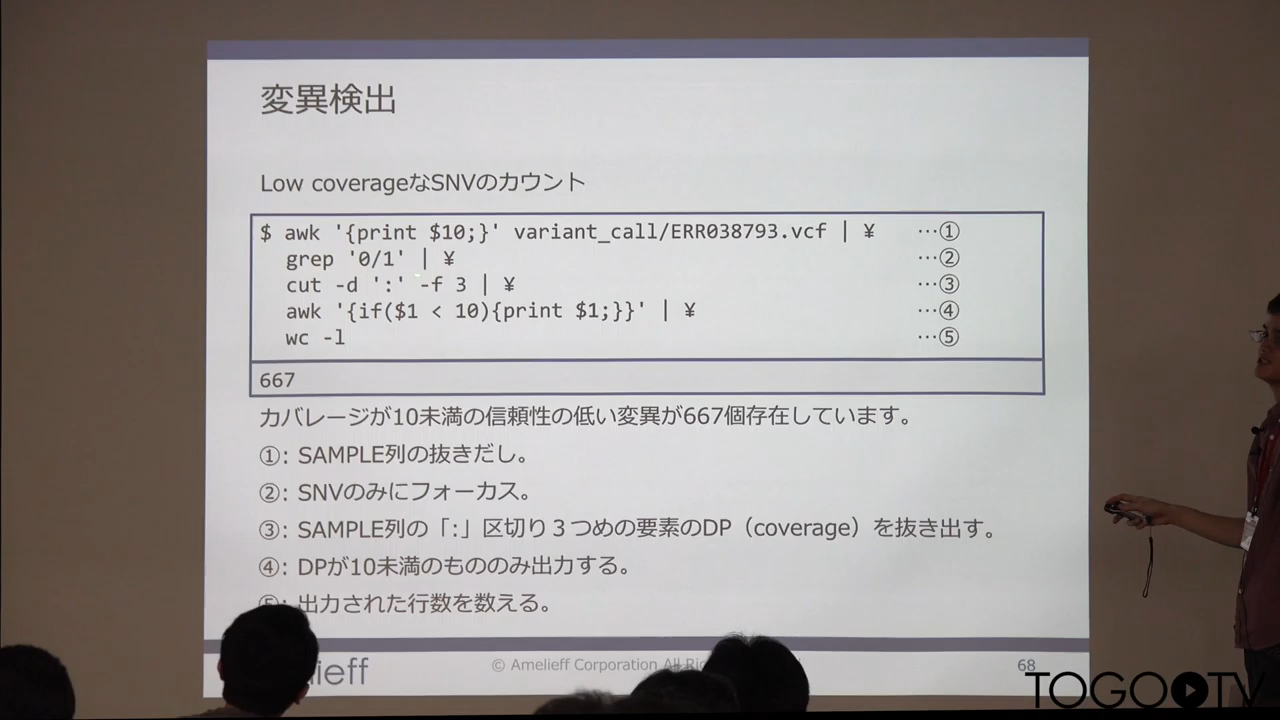 変異検出
Low coverageなSNVのカウント
$ awk '{print $10;}' variant_call/ERR038793.vcf | ¥ …①
grep '0/1' | ¥ …②
cut -d ':' -f 3 | ¥ …③
awk '{if($1 < 10){print $1;}}' | ¥ …④
wc -l …⑤
667
カバレージが10未満の信頼性の低い変異が667個存在しています。
①: SAMPLE列の抜きだし。
②: SNVのみにフォーカス。
③: SAMPLE列の「:」区切り３つめの要素のDP（coverage）を抜き出す。
④: DPが10未満のもののみ出力する。
⑤: 出力された行数を数える。
ieff
© Amelieff Corporation All
68
TOGOTV